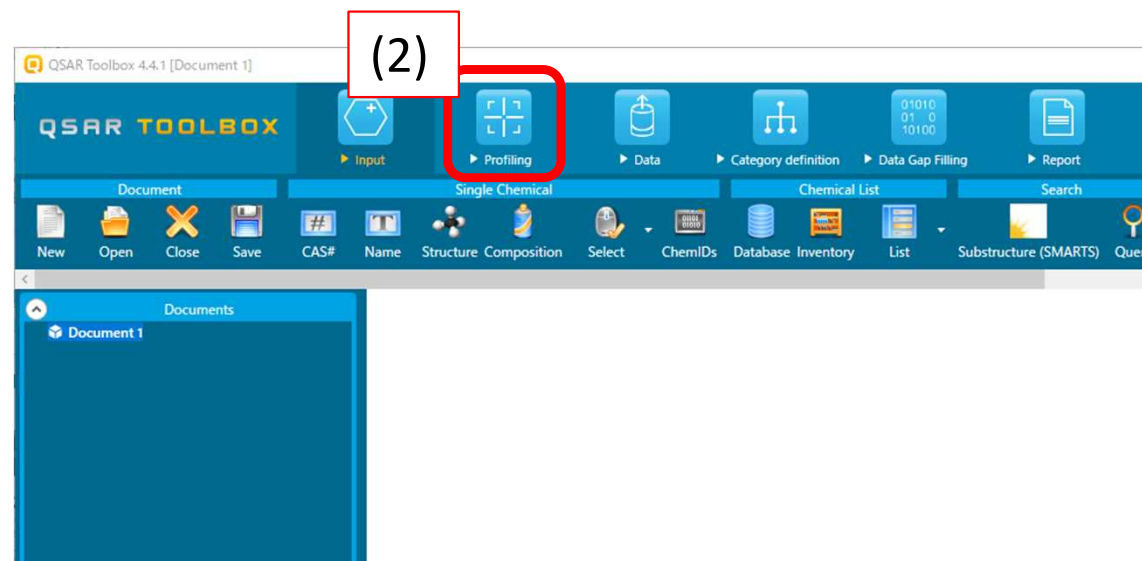 (2)
QSAR Toolbox 4.4.1 [Document 1]
QSAR TOOLBOX
01010
01 0
10100
Input
Profiling
Data
Category definition
Data Gap Filling
Report
Document
Single Chemical
Chemical List
Search
#
T
New
Open
Close
Save
CAS#
Name
Structure
Composition
Select
ChemIDs
Database
Inventory
List
Substructure (SMARTS)
Documents
Document 1